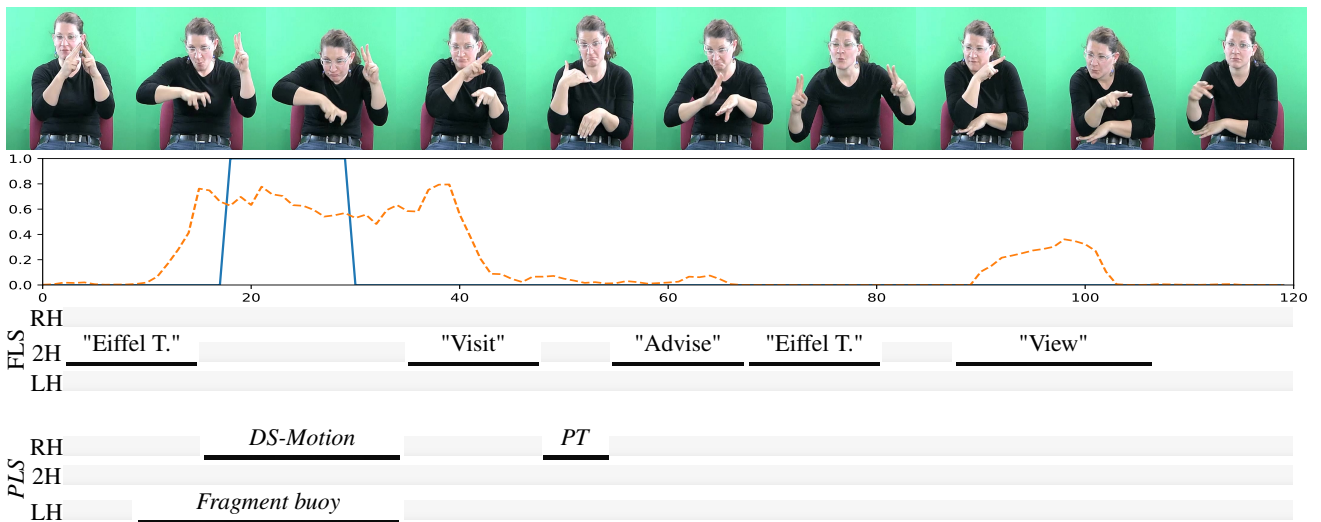 1.0
0.8
0.6
0.4
0.2
0.0
0 20 40 60 80 100 120
FLS
RH
2H "Eiffel T." "Visit" "Advise" "Eiffel T." "View"
LH
PLS
RH DS-Motion PT
2H
LH Fragment buoy